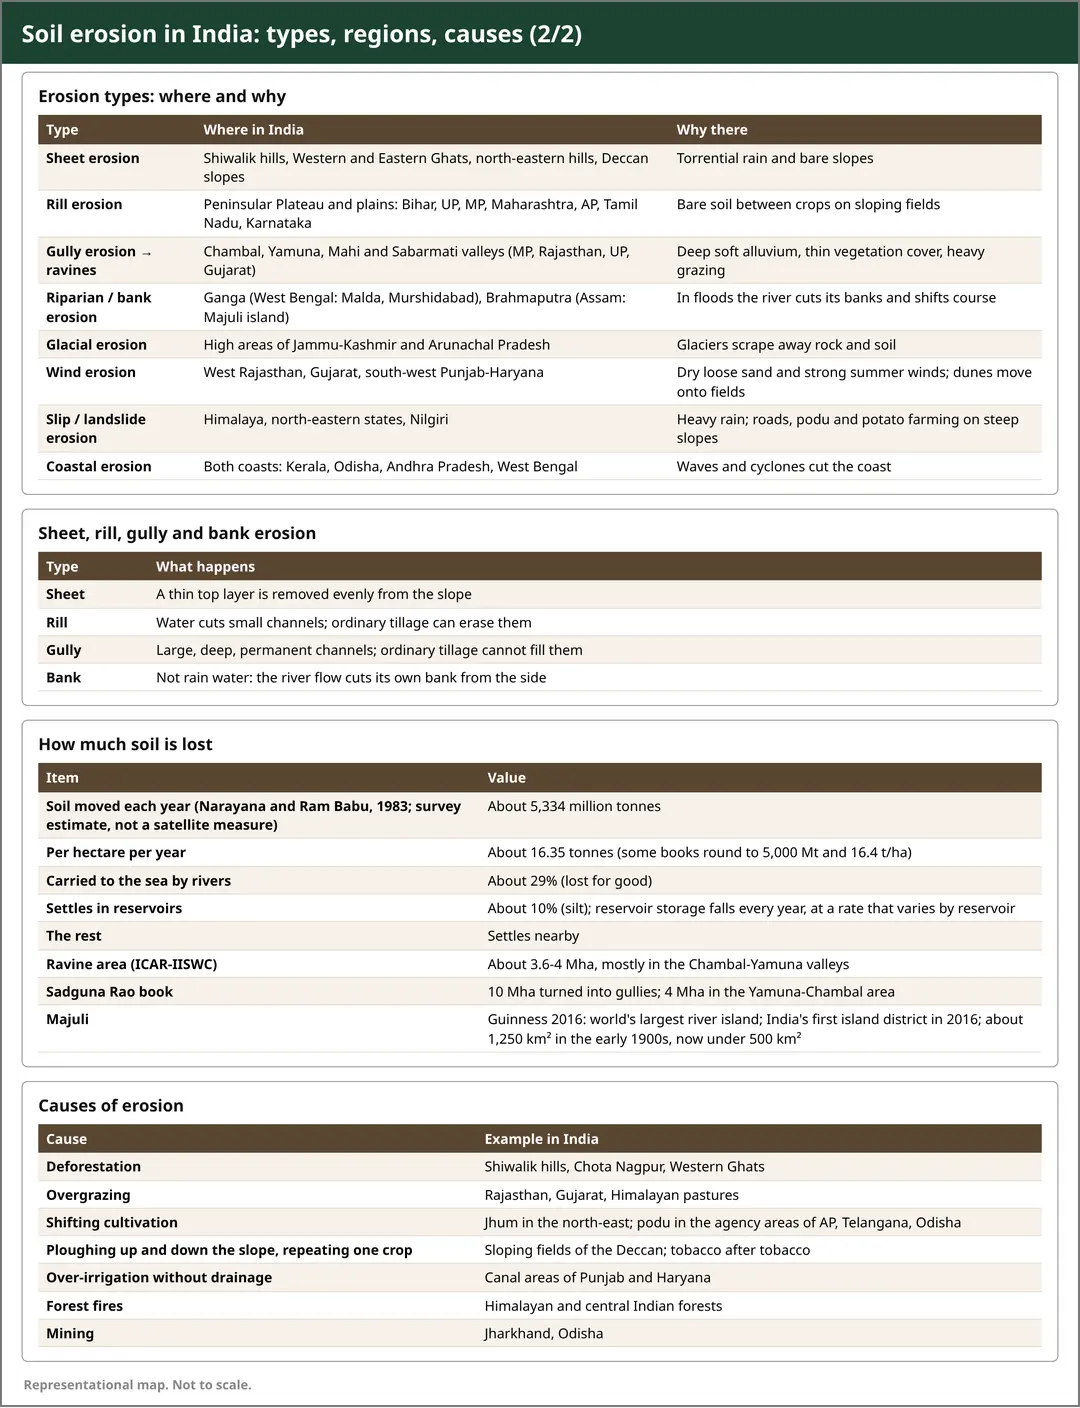 Soil erosion in India: types, regions, causes (2/2)
Erosion types: where and why
Type Where in India Why there
Sheet erosion Shiwalik hills, Western and Eastern Ghats, north-eastern hills, Deccan slopes Torrential rain and bare slopes
Rill erosion Peninsular Plateau and plains: Bihar, UP, MP, Maharashtra, AP, Tamil Nadu, Karnataka Bare soil between crops on sloping fields
Gully erosion → ravines Chambal, Yamuna, Mahi and Sabarmati valleys (MP, Rajasthan, UP, Gujarat) Deep soft alluvium, thin vegetation cover, heavy grazing
Riparian / bank erosion Ganga (West Bengal: Malda, Murshidabad), Brahmaputra (Assam: Majuli island) In floods the river cuts its banks and shifts course
Glacial erosion High areas of Jammu-Kashmir and Arunachal Pradesh Glaciers scrape away rock and soil
Wind erosion West Rajasthan, Gujarat, south-west Punjab-Haryana Dry loose sand and strong summer winds; dunes move onto fields
Slip / landslide erosion Himalaya, north-eastern states, Nilgiri Heavy rain; roads, podu and potato farming on steep slopes
Coastal erosion Both coasts: Kerala, Odisha, Andhra Pradesh, West Bengal Waves and cyclones cut the coast
Sheet, rill, gully and bank erosion
Type What happens
Sheet A thin top layer is removed evenly from the slope
Rill Water cuts small channels; ordinary tillage can erase them
Gully Large, deep, permanent channels; ordinary tillage cannot fill them
Bank Not rain water: the river flow cuts its own bank from the side
How much soil is lost
Item Value
Soil moved each year (Narayana and Ram Babu, 1983; survey estimate, not a satellite measure) About 5,334 million tonnes
Per hectare per year About 16.35 tonnes (some books round to 5,000 Mt and 16.4 t/ha)
Carried to the sea by rivers About 29% (lost for good)
Settles in reservoirs About 10% (silt); reservoir storage falls every year, at a rate that varies by reservoir
The rest Settles nearby
Ravine area (ICAR-IISWC) About 3.6-4 Mha, mostly in the Chambal-Yamuna valleys
Sadguna Rao book 10 Mha turned into gullies; 4 Mha in the Yamuna-Chambal area
Majuli Guinness 2016: world's largest river island; India's first island district in 2016; about 1,250 km² in the early 1900s, now under 500 km²
Causes of erosion
Cause Example in India
Deforestation Shiwalik hills, Chota Nagpur, Western Ghats
Overgrazing Rajasthan, Gujarat, Himalayan pastures
Shifting cultivation Jhum in the north-east; podu in the agency areas of AP, Telangana, Odisha
Ploughing up and down the slope, repeating one crop Sloping fields of the Deccan; tobacco after tobacco
Over-irrigation without drainage Canal areas of Punjab and Haryana
Forest fires Himalayan and central Indian forests
Mining Jharkhand, Odisha
Representational map. Not to scale.